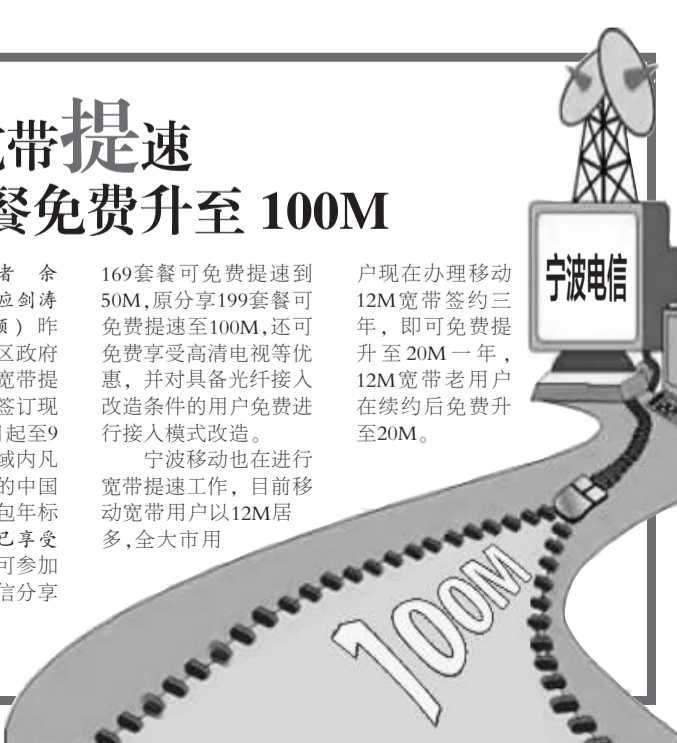 带提速
餐免费升至 100M
者 余
应剑涛
） 昨
区政府
宽带提
签订现
起至9
域内凡
的中国
包年标
已享受
可参加
信分享
169套餐可免费提速到
50M,原分享199套餐可
免费提速至100M,还可
免费享受高清电视等优
惠，并对具备光纤接入
改造条件的用户免费进
行接入模式改造。
宁波移动也在进行
宽带提速工作，目前移
动宽带用户以12M居
多,全大市用
户现在办理移动
12M宽带签约三
年，即可免费提
升至20M一年，
12M宽带老用户
在续约后免费升
至20M。
宁波电信
100M